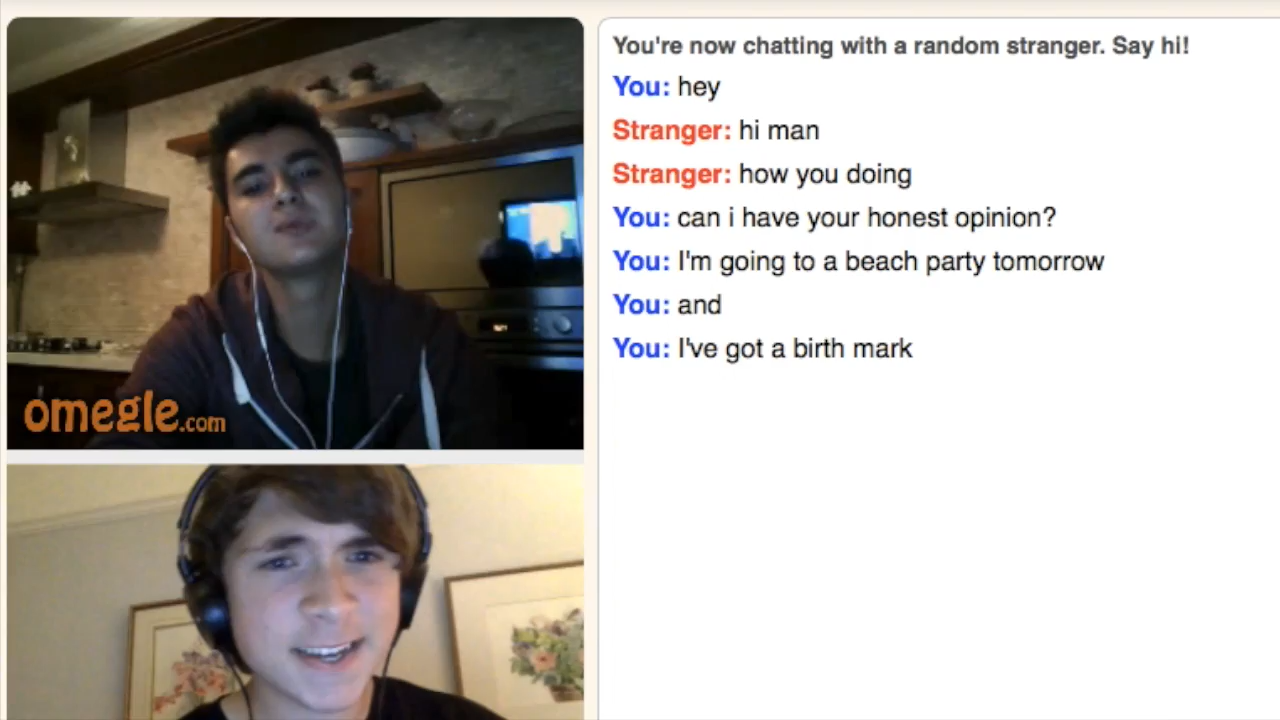 You're now chatting with a random stranger. Say hi!
You: hey
Stranger: hi man
Stranger: how you doing
You: can i have your honest opinion?
You: I'm going to a beach party tomorrow
You: and
You: I've got a birth mark
omegle.com